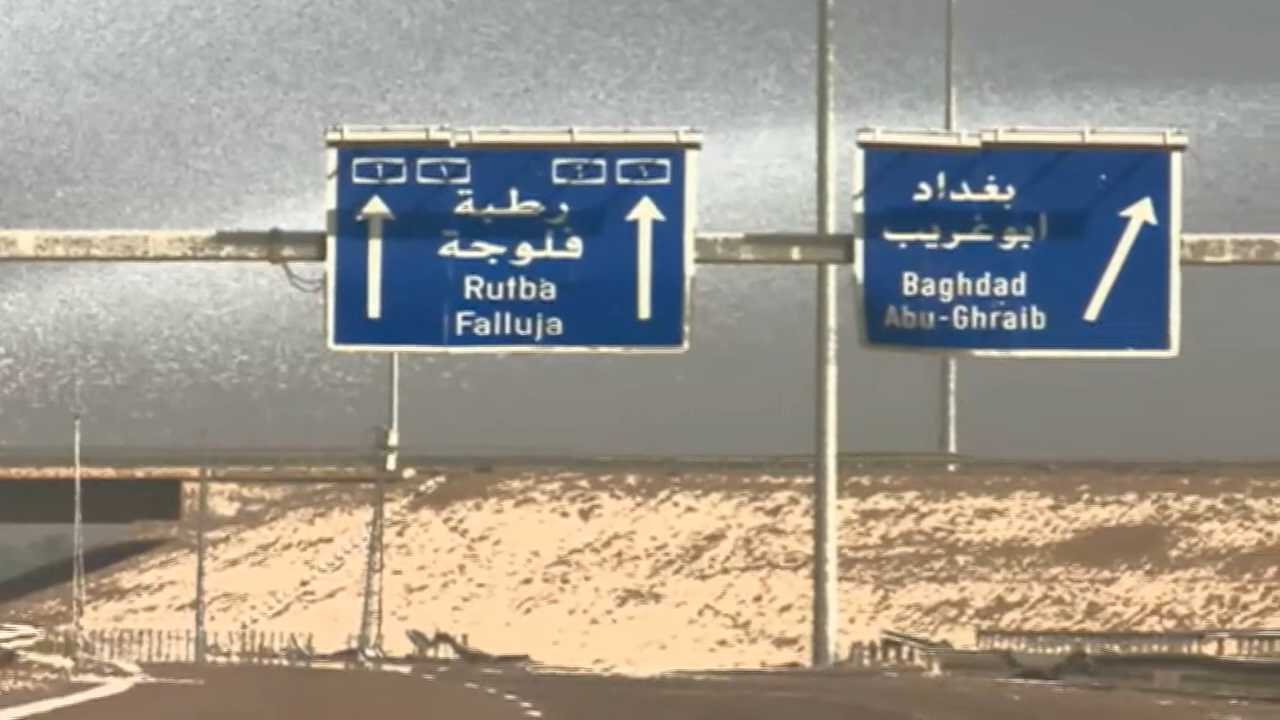 رطبة
فلوجة
Rutba
Falluja
بغداد
ابوغريب
Baghdad
Abu-Ghraib